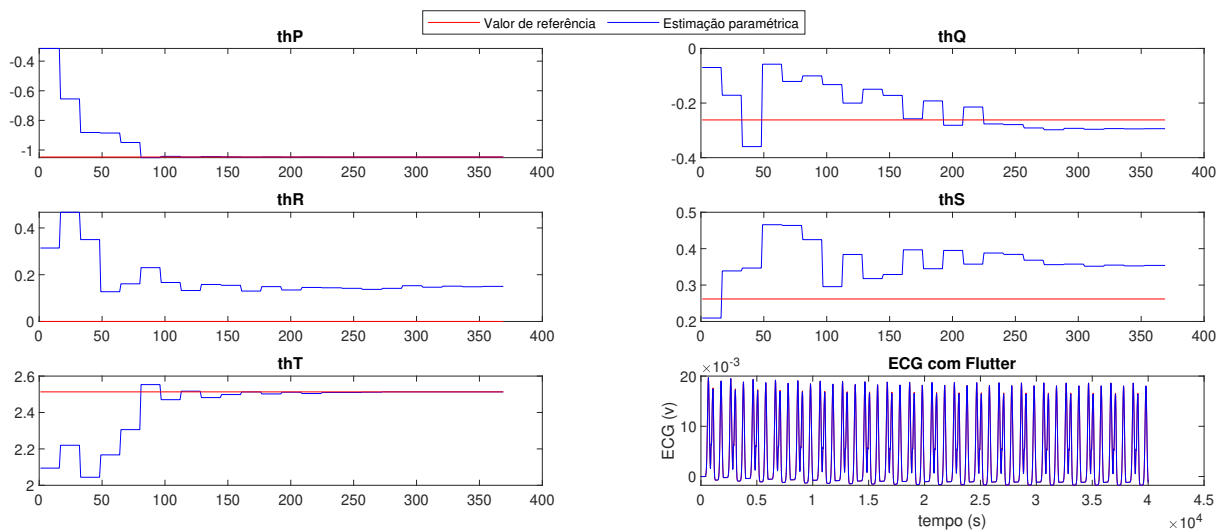 Valor de referência Estimação paramétrica
thP
-0.4
-0.6
-0.8
-1
0 50 100 150 200 250 300 350 400
thQ
0
-0.2
-0.4
0 50 100 150 200 250 300 350 400
thR
0.4
0.2
0
0 50 100 150 200 250 300 350 400
thS
0.5
0.4
0.3
0.2
0 50 100 150 200 250 300 350 400
thT
2.6
2.4
2.2
2
0 50 100 150 200 250 300 350 400
ECG com Flutter
×10⁻³
20
10
0
ECG (v)
0 0.5 1 1.5 2 2.5 3 3.5 4 4.5
tempo (s)
×10⁴